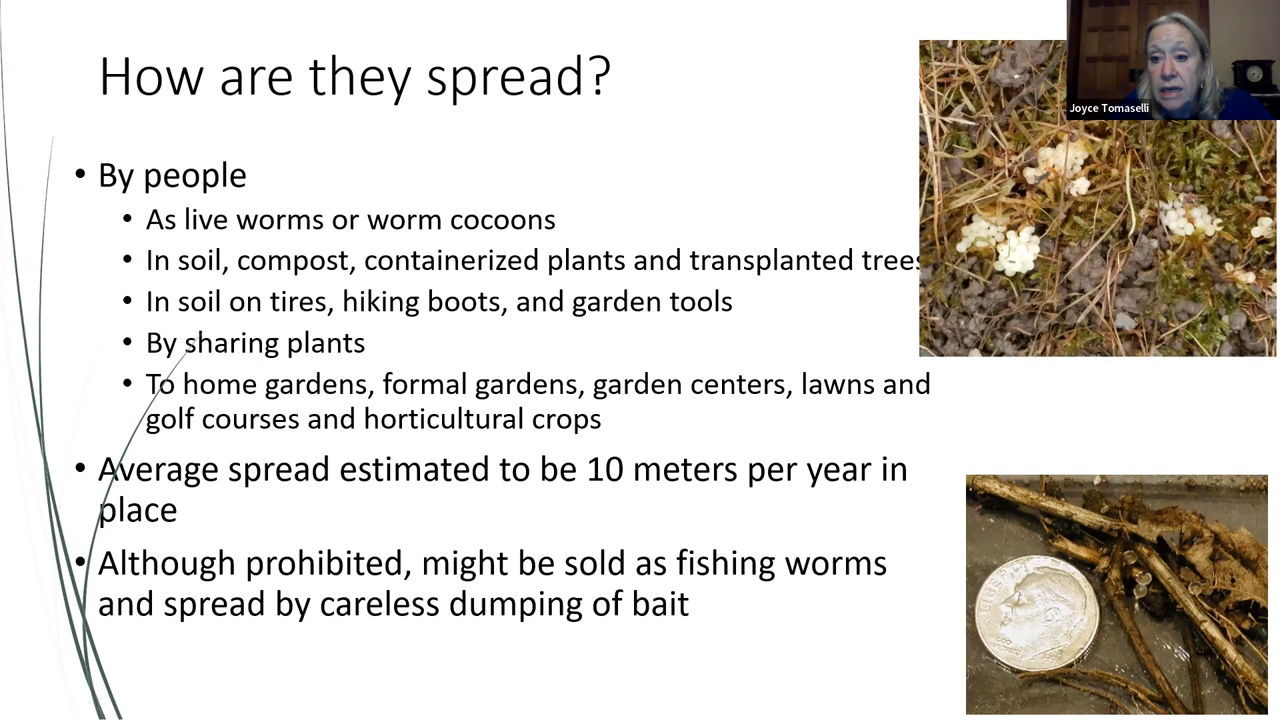 How are they spread?
Joyce Tomaselli
• By people
• As live worms or worm cocoons
• In soil, compost, containerized plants and transplanted trees
• In soil on tires, hiking boots, and garden tools
• By sharing plants
• To home gardens, formal gardens, garden centers, lawns and
golf courses and horticultural crops
• Average spread estimated to be 10 meters per year in
place
• Although prohibited, might be sold as fishing worms
and spread by careless dumping of bait